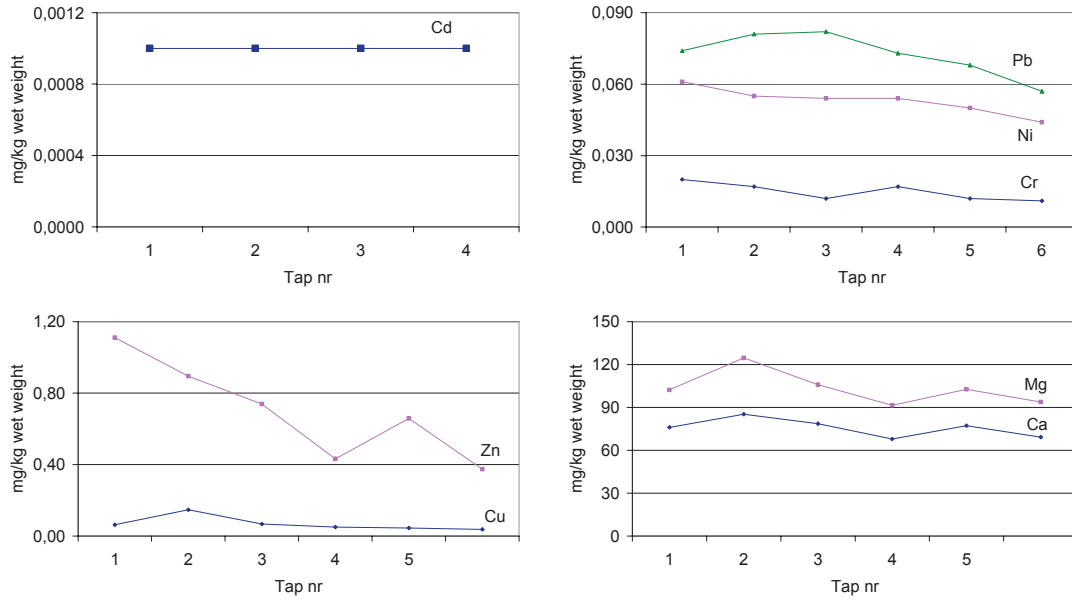 mg/kg wet weight
0,0012
0,0008
0,0004
0,0000
Cd
1 2 3 4
Tap nr
mg/kg wet weight
0,090
0,060
0,030
0,000
Pb
Ni
Cr
1 2 3 4 5 6
Tap nr
mg/kg wet weight
1,20
0,80
0,40
0,00
Zn
Cu
1 2 3 4 5
Tap nr
mg/kg wet weight
150
120
90
60
30
0
Mg
Ca
1 2 3 4 5
Tap nr